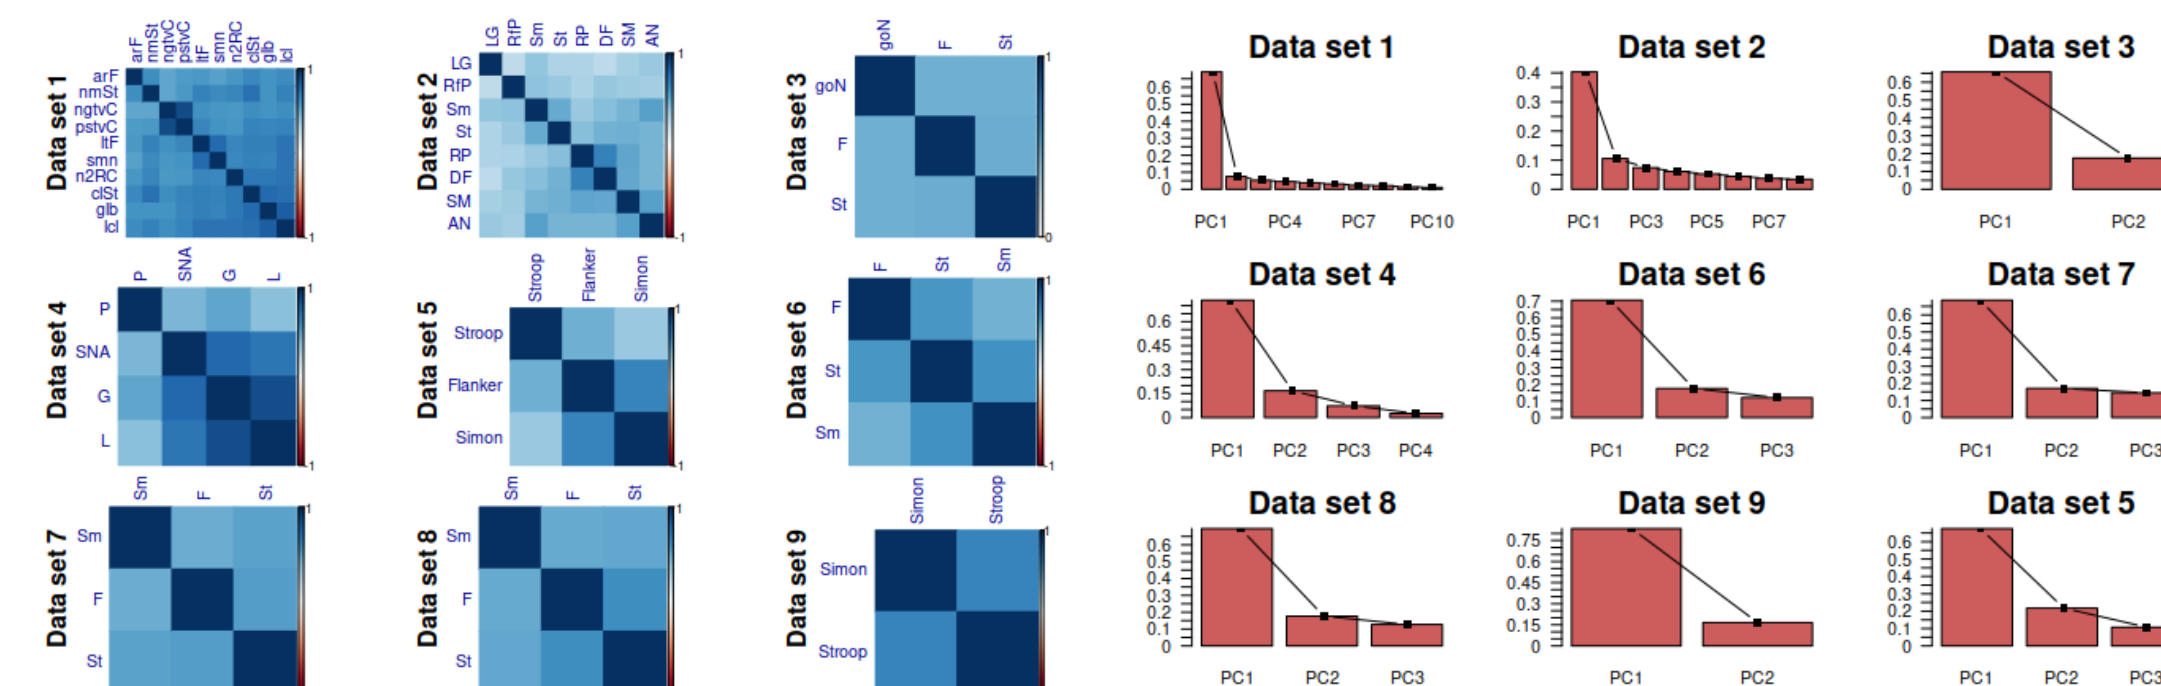 Data set 1
arF nmSt ngtvC pstvC ltF smn n2RC clSt glb lcl
arF
nmSt
ngtvC
pstvC
ltF
smn
n2RC
clSt
glb
lcl
1
-1
Data set 2
LG RfP Sm St RP DF SM AN
LG
RfP
Sm
St
RP
DF
SM
AN
1
-1
Data set 3
goN F St
goN
F
St
1
0
Data set 1
0.6
0.5
0.4
0.3
0.2
0.1
0
PC1 PC4 PC7 PC10
Data set 2
0.4
0.3
0.2
0.1
0
PC1 PC3 PC5 PC7
Data set 3
0.6
0.5
0.4
0.3
0.2
0.1
0
PC1 PC2
Data set 4
P SNA G L
P
SNA
G
L
1
-1
Data set 5
Stroop Flanker Simon
Stroop
Flanker
Simon
1
-1
Data set 6
F St Sm
F
St
Sm
1
-1
Data set 4
0.6
0.45
0.3
0.15
0
PC1 PC2 PC3 PC4
Data set 6
0.7
0.6
0.5
0.4
0.3
0.2
0.1
0
PC1 PC2 PC3
Data set 7
0.6
0.5
0.4
0.3
0.2
0.1
0
PC1 PC2 PC3
Data set 7
Sm F St
Sm
F
St
1
Data set 8
Sm F St
Sm
F
St
1
Data set 9
Simon Stroop
Simon
Stroop
1
Data set 8
0.6
0.5
0.4
0.3
0.2
0.1
0
PC1 PC2 PC3
Data set 9
0.75
0.6
0.45
0.3
0.15
0
PC1 PC2
Data set 5
0.6
0.5
0.4
0.3
0.2
0.1
0
PC1 PC2 PC3